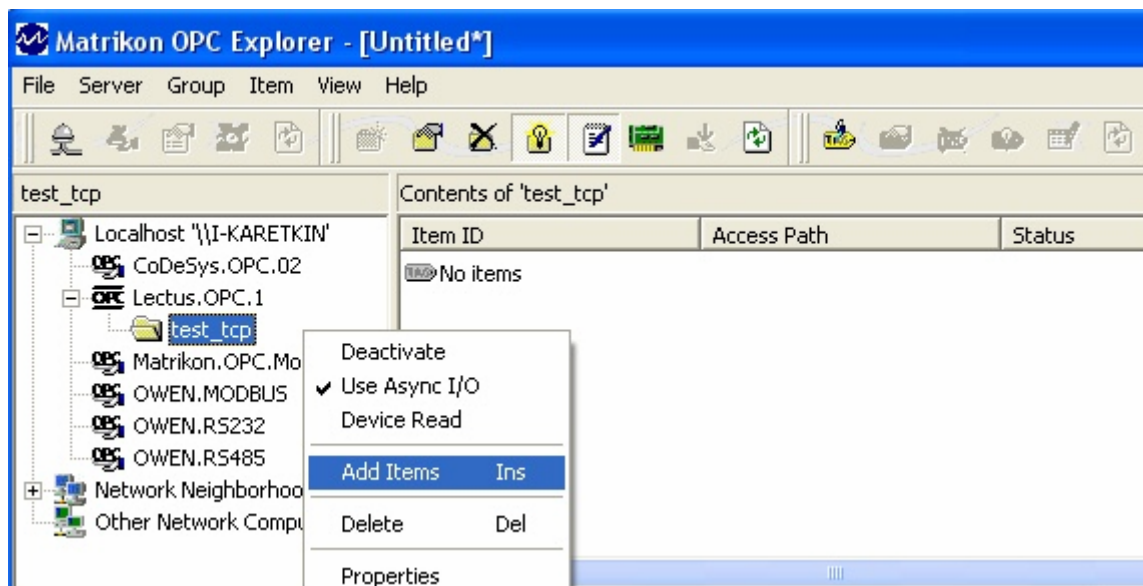 Matrikon OPC Explorer - [Untitled*]
File Server Group Item View Help
test_tcp
Contents of 'test_tcp'
Item ID Access Path Status
No items
Localhost '\\I-KARETKIN'
CoDeSys.OPC.02
Lectus.OPC.1
test_tcp
Matrikon.OPC.Mo
OWEN.MODBUS
OWEN.RS232
OWEN.RS485
Network Neighborhoo
Other Network Compu
Deactivate
Use Async I/O
Device Read
Add Items Ins
Delete Del
Properties